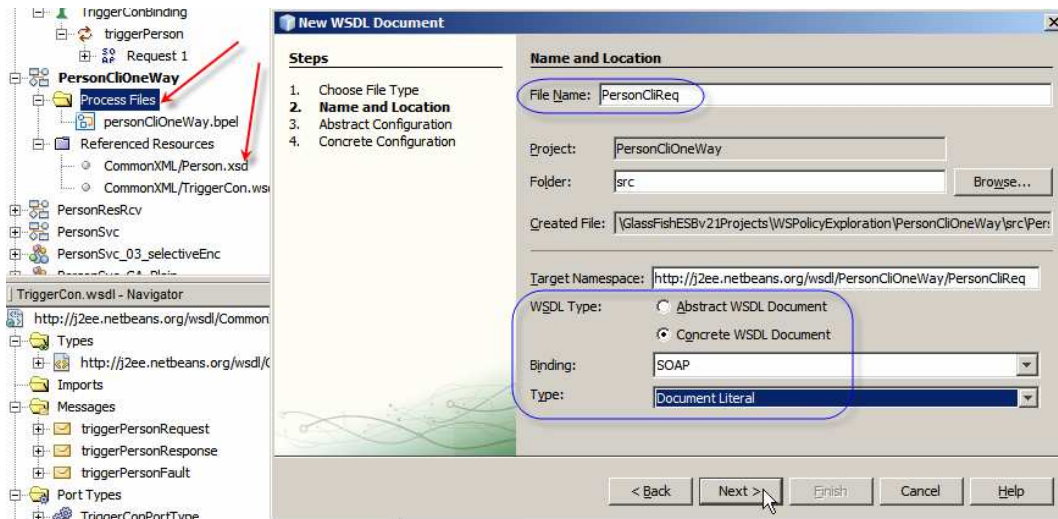 TriggerConBinding
triggerPerson
Request 1
PersonCliOneWay
Process Files
personCliOneWay.bpel
Referenced Resources
CommonXML/Person.xsd
CommonXML/TriggerCon.wsd
PersonResRcv
PersonSvc
PersonSvc_03_selectiveEnc
TriggerCon.wsdl - Navigator
http://j2ee.netbeans.org/wsdl/Common
Types
http://j2ee.netbeans.org/wsdl/C
Imports
Messages
triggerPersonRequest
triggerPersonResponse
triggerPersonFault
Port Types
TriggerConPortType
New WSDL Document
Steps
1. Choose File Type
2. Name and Location
3. Abstract Configuration
4. Concrete Configuration
Name and Location
File Name: PersonCliReq
Project: PersonCliOneWay
Folder: src Browse...
Created File: \GlassFishESBv21Projects\WSPolicyExploration\PersonCliOneWay\src\Per
Target Namespace: http://j2ee.netbeans.org/wsdl/PersonCliOneWay/PersonCliReq
WSDL Type: Abstract WSDL Document
Concrete WSDL Document
Binding: SOAP
Type: Document Literal
< Back Next > Finish Cancel Help